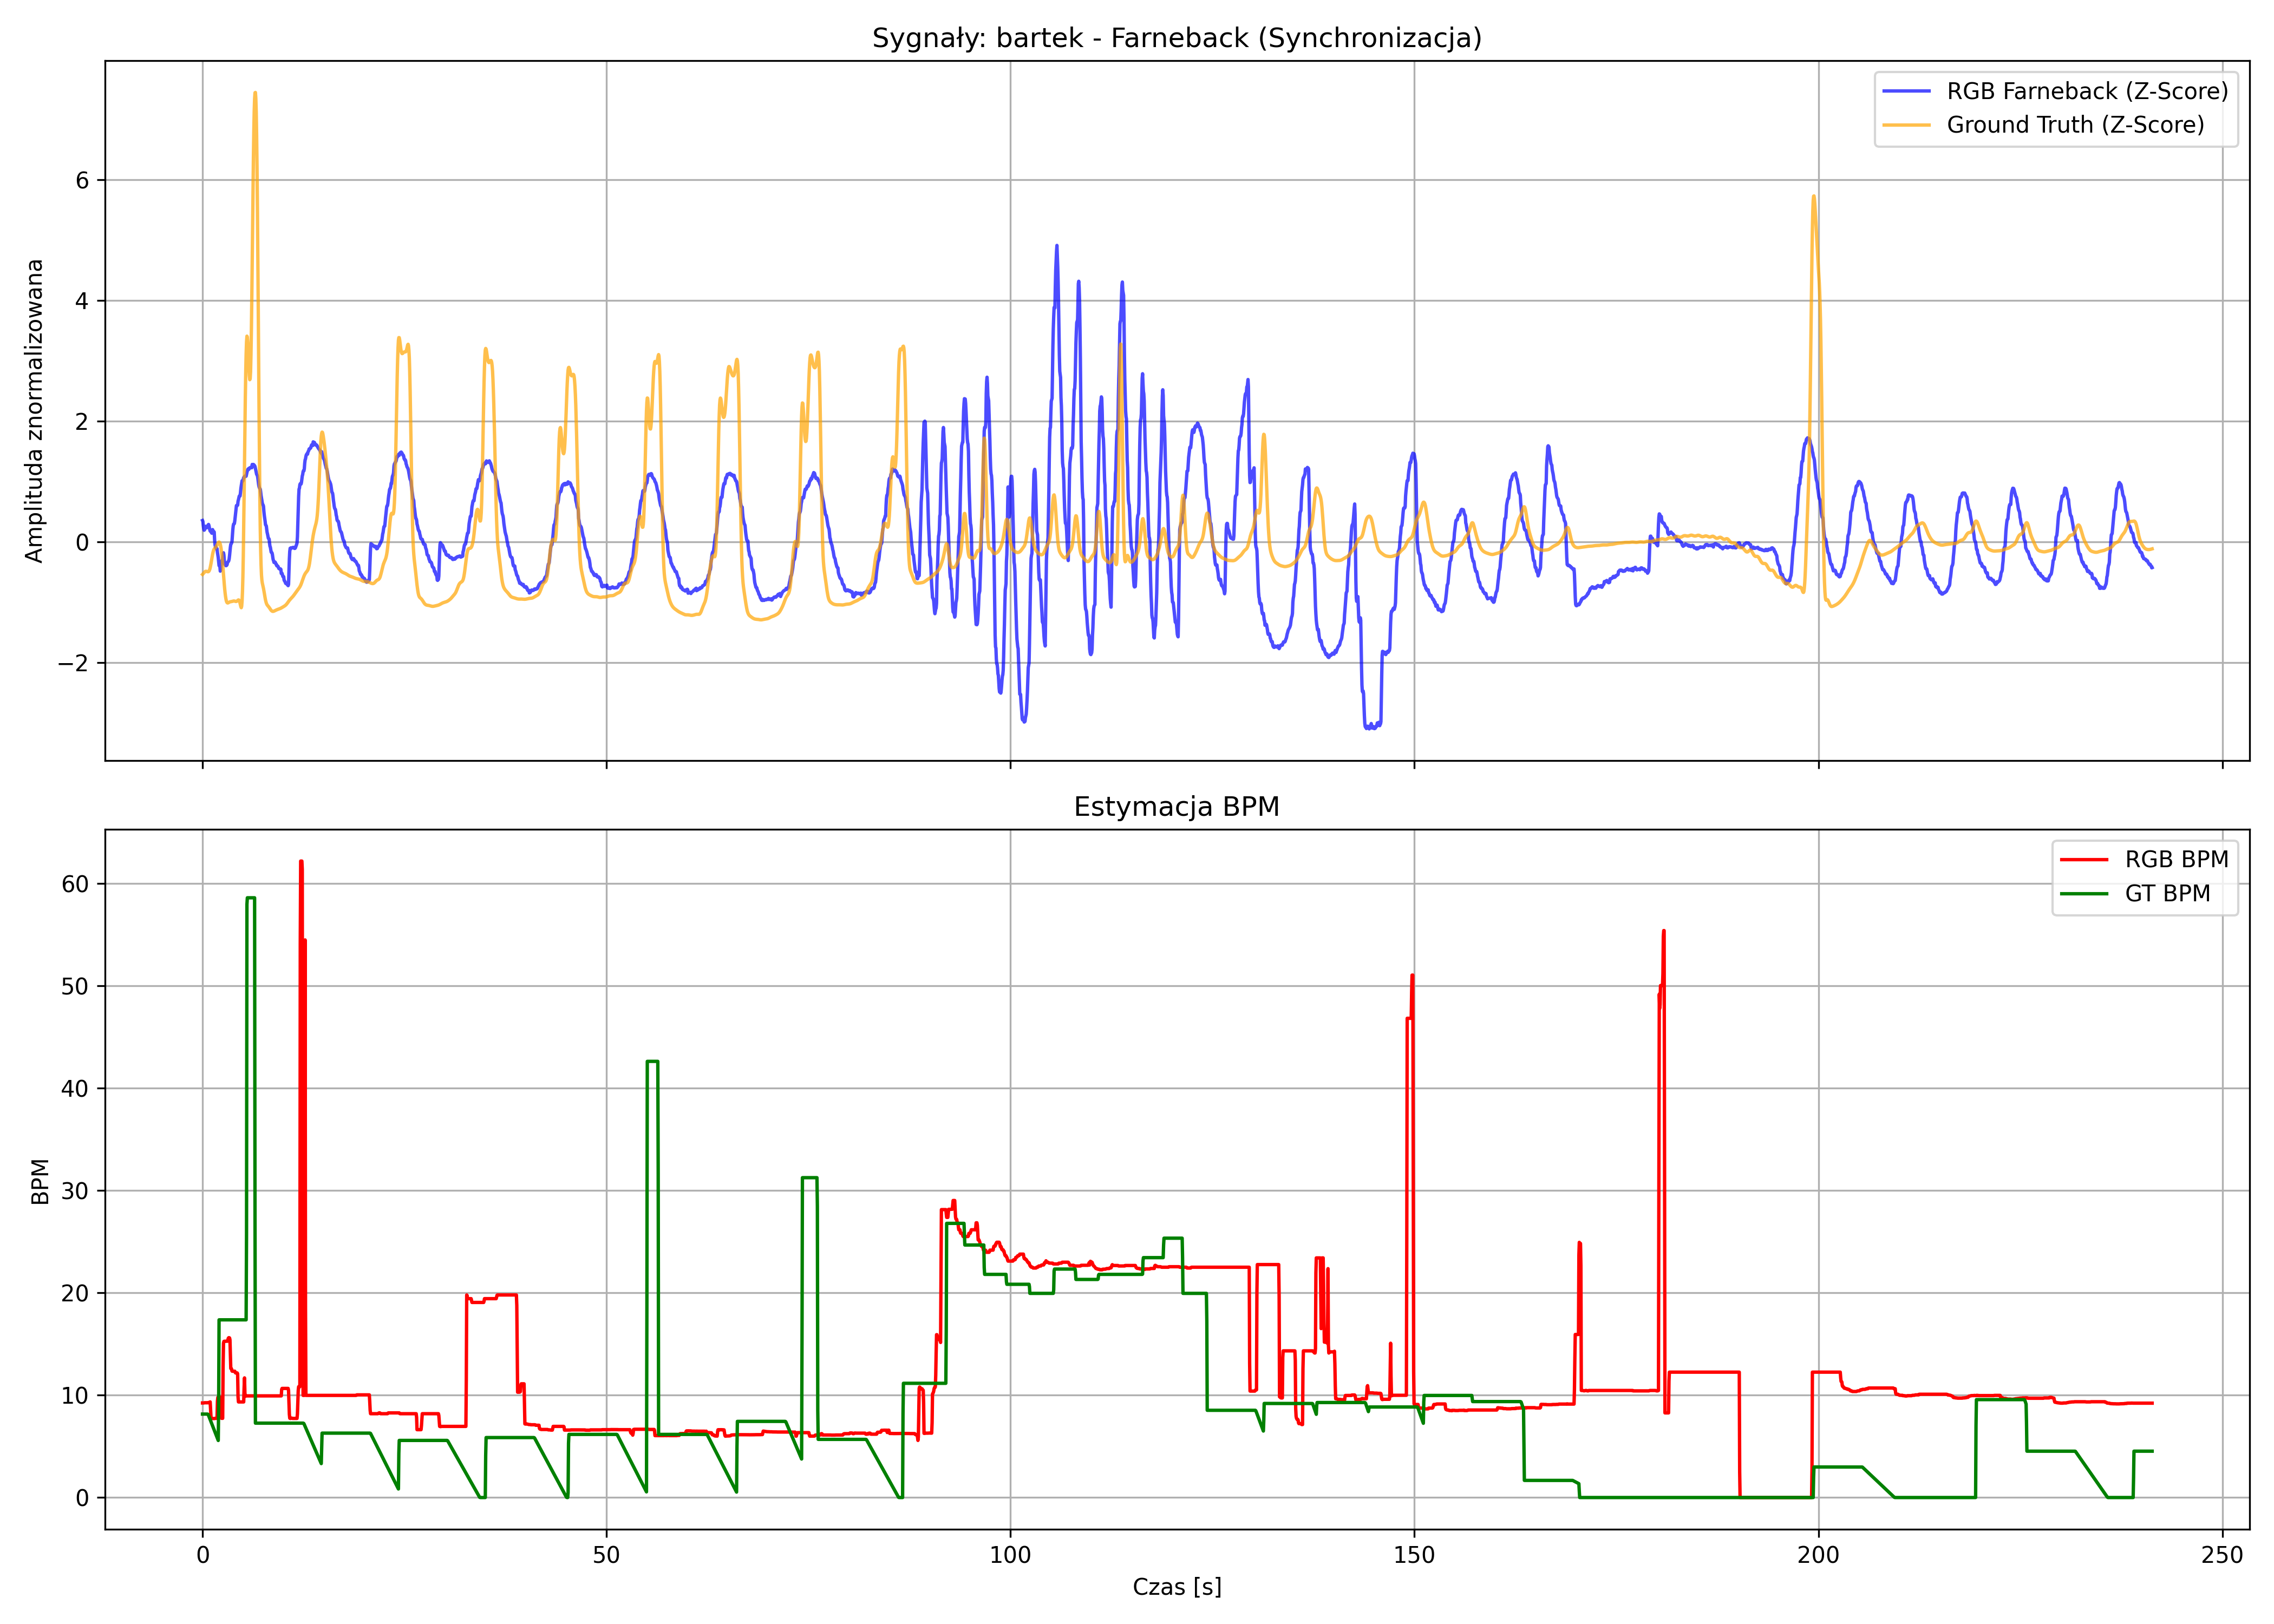 Sygnały: bartek - Farneback (Synchronizacja)
RGB Farneback (Z-Score)
Ground Truth (Z-Score)
Amplituda znormalizowana
6
4
2
0
−2
Estymacja BPM
RGB BPM
GT BPM
BPM
60
50
40
30
20
10
0
0
50
100
150
200
250
Czas [s]